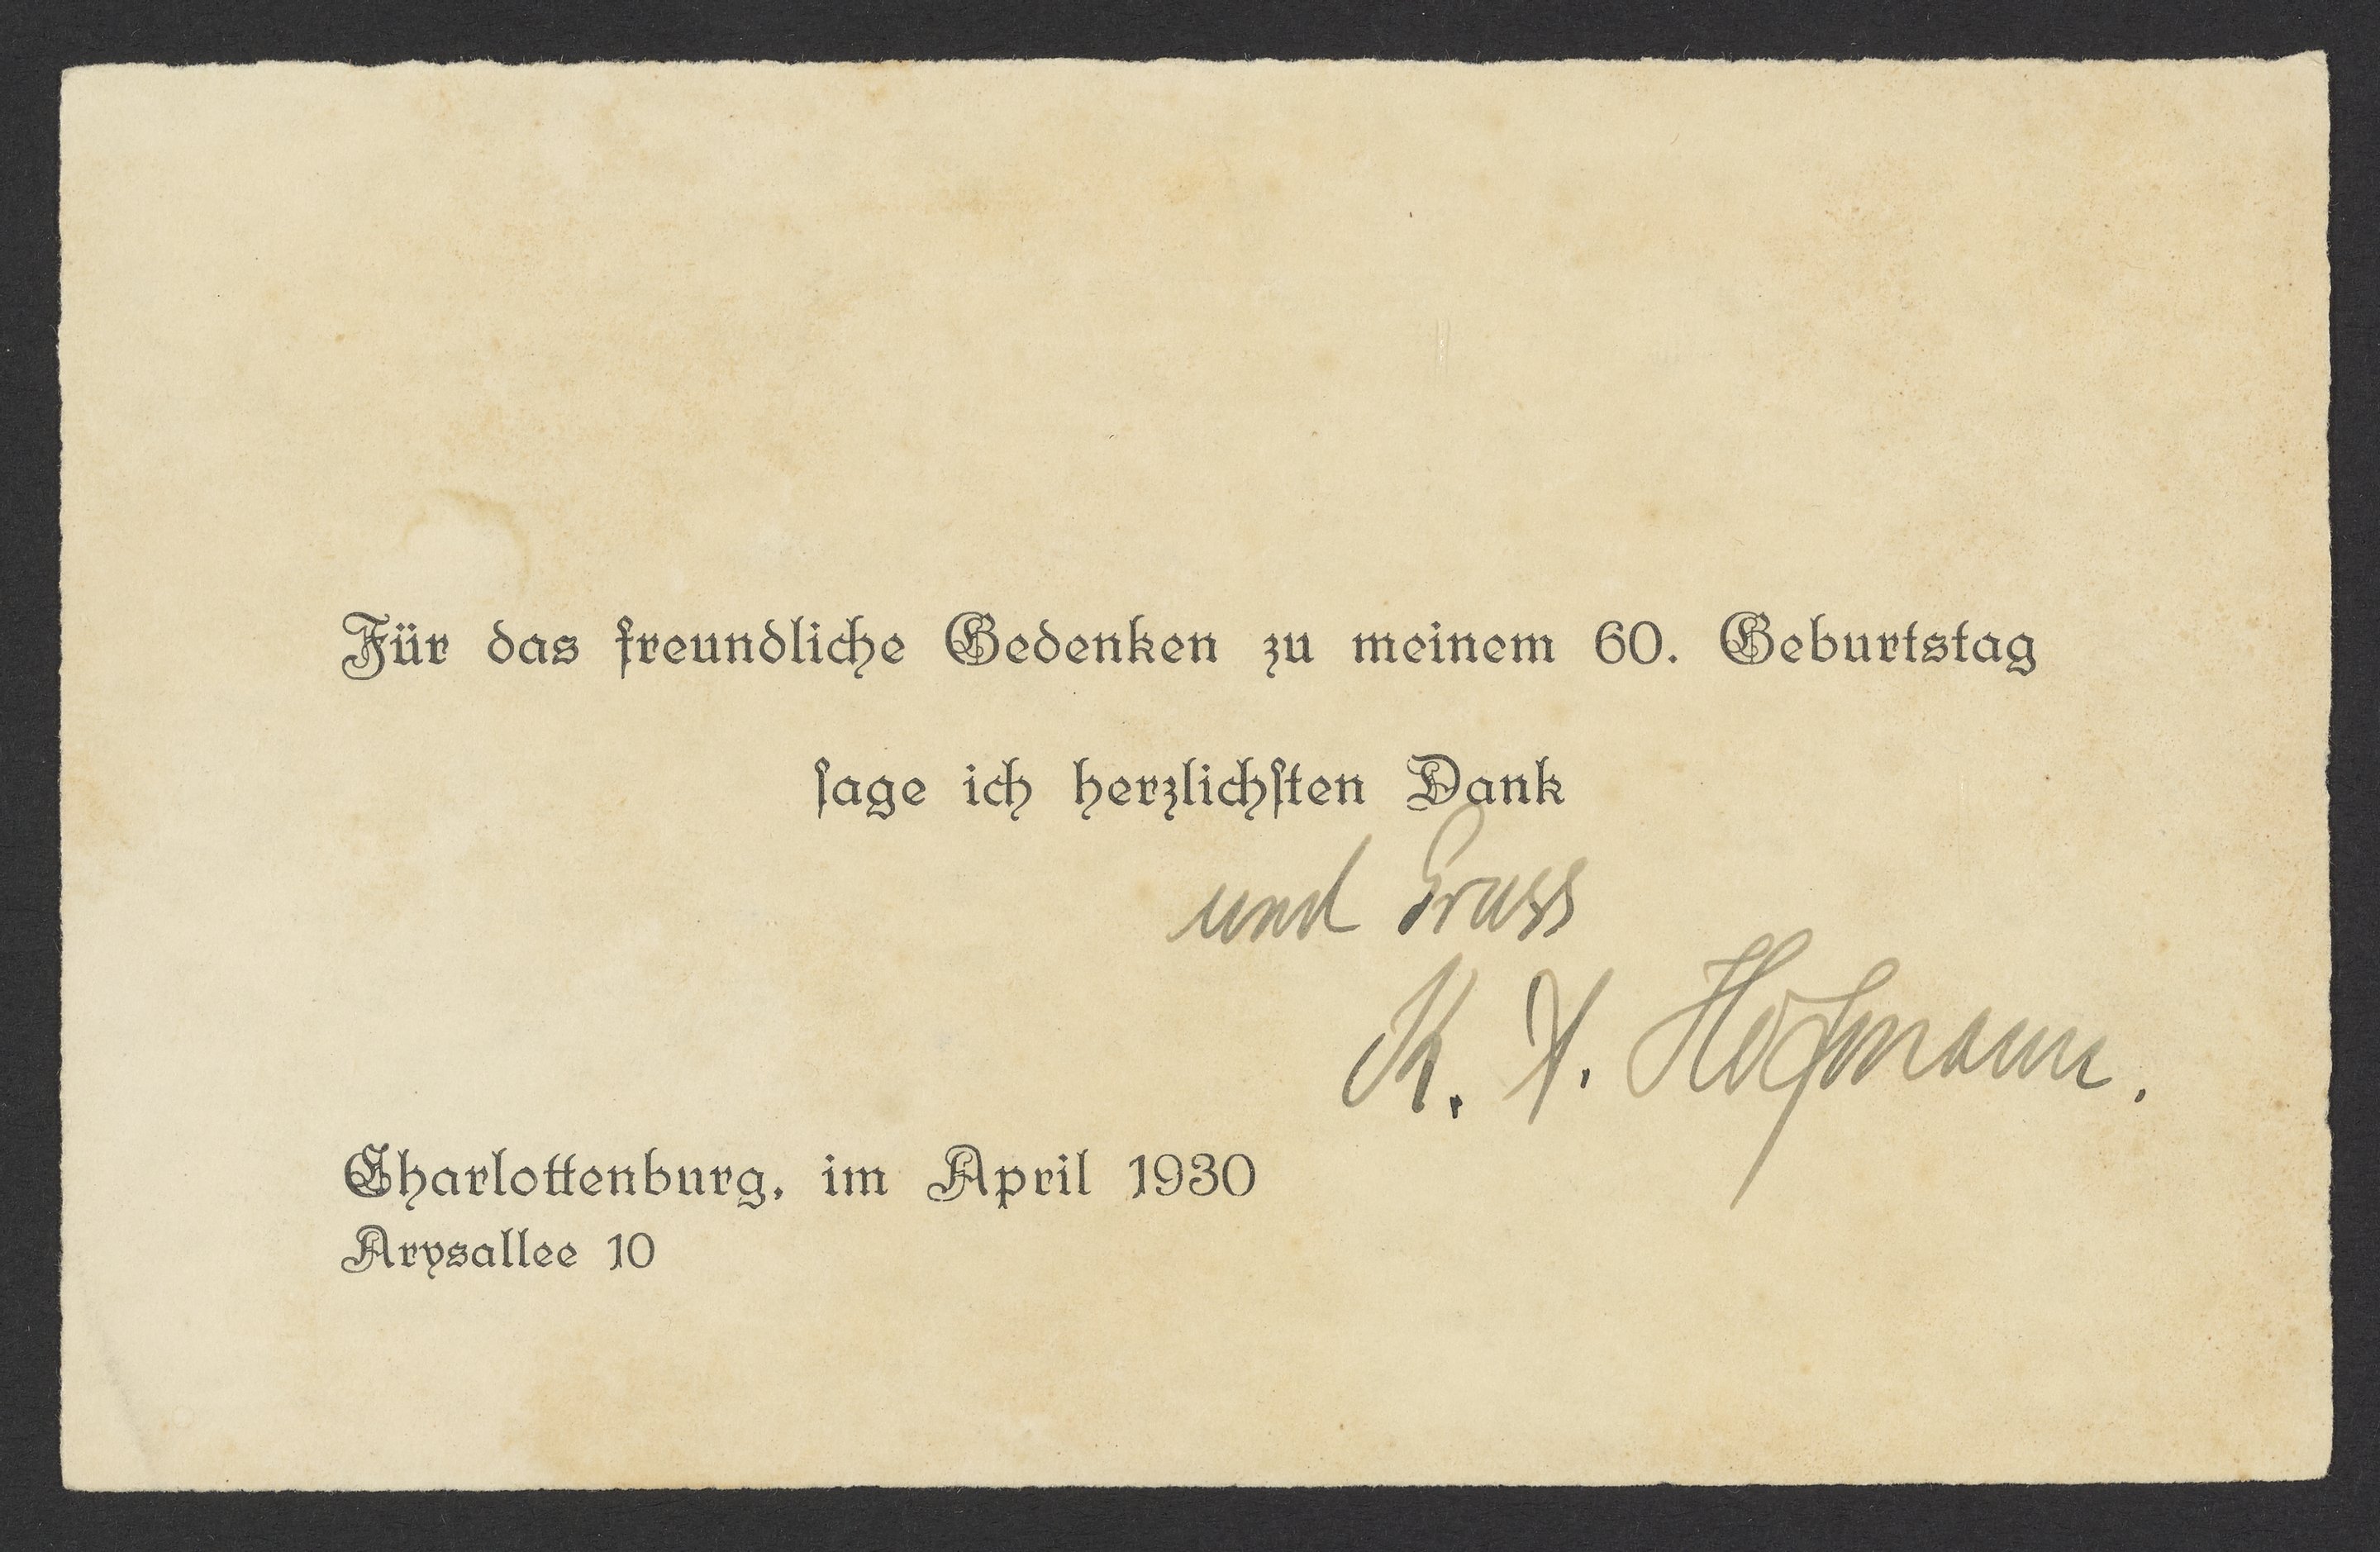 Für das freundliche Gedenken zu meinem 60. Geburtstag
ſage ich herzlichſten Dank
und Gruss
K. A. Hofmann.
Charlottenburg, im April 1930
Arysallee 10